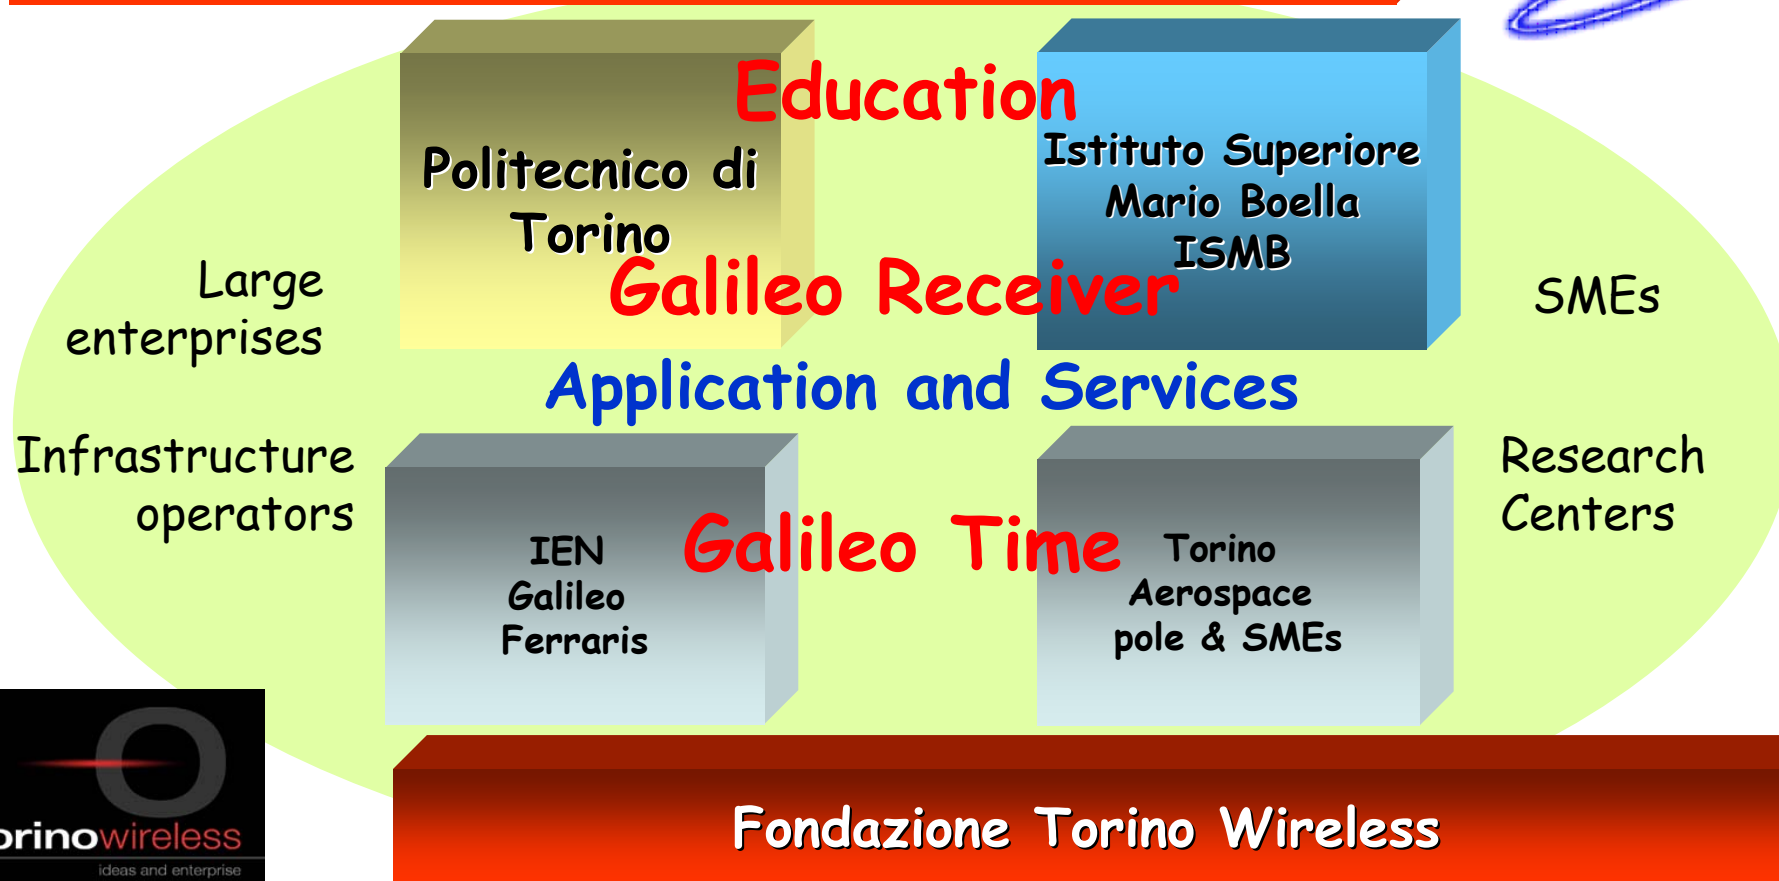 Education
Politecnico di
Torino
Istituto Superiore
Mario Boella
ISMB
Galileo Receiver
Large
enterprises
SMEs
Application and Services
Infrastructure
operators
Research
Centers
Galileo Time
IEN
Galileo
Ferraris
Torino
Aerospace
pole & SMEs
orinowireless
ideas and enterprise
Fondazione Torino Wireless